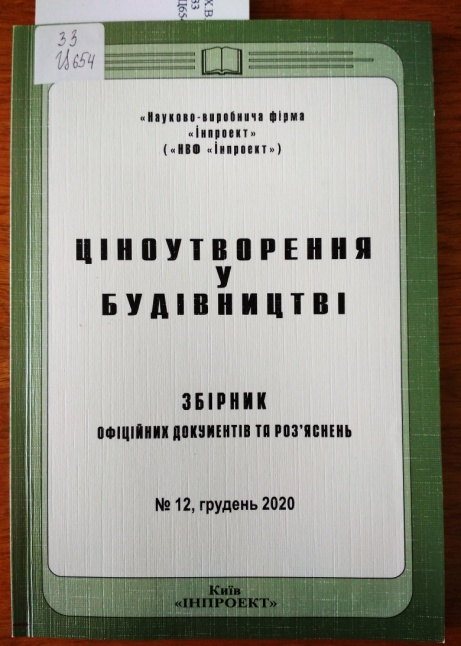 33
Ц654
«Науково-виробнича фірма
«Інпроект»
(«НВФ «Інпроект»)
ЦІНОУТВОРЕННЯ
У
БУДІВНИЦТВІ
ЗБІРНИК
ОФІЦІЙНИХ ДОКУМЕНТІВ ТА РОЗ'ЯСНЕНЬ
№ 12, грудень 2020
Київ
«ІНПРОЕКТ»